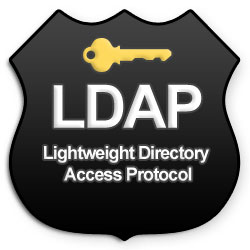 LDAP
Lightweight Directory
Access Protocol